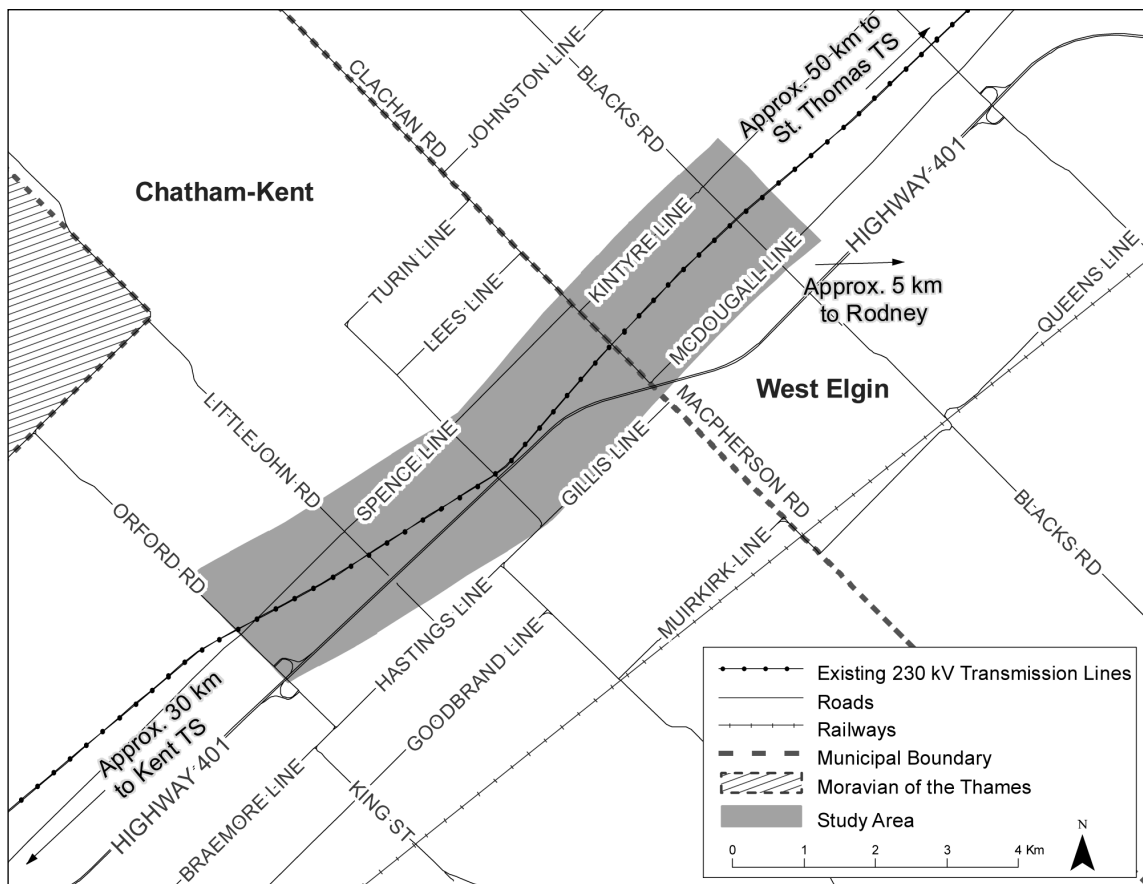 Approx. 50 km to
St. Thomas TS
JOHNSTON LINE
CLACHAN RD
BLACKS RD
HIGHWAY 401
Chatham-Kent
TURIN LINE
LEES LINE
KINTYRE LINE
MCDOUGALL LINE
Approx. 5 km
to Rodney
QUEENS LINE
West Elgin
LITTLEJOHN RD
SPENCE LINE
GILLIS LINE
MACPHERSON RD
ORFORD RD
BLACKS RD
MUIRKIRK LINE
HASTINGS LINE
GOODBRAND LINE
Approx. 30 km
to Kent TS
HIGHWAY 401
BRAEMORE LINE
KING ST
Existing 230 kV Transmission Lines
Roads
Railways
Municipal Boundary
Moravian of the Thames
Study Area
N
0 1 2 3 4 Km